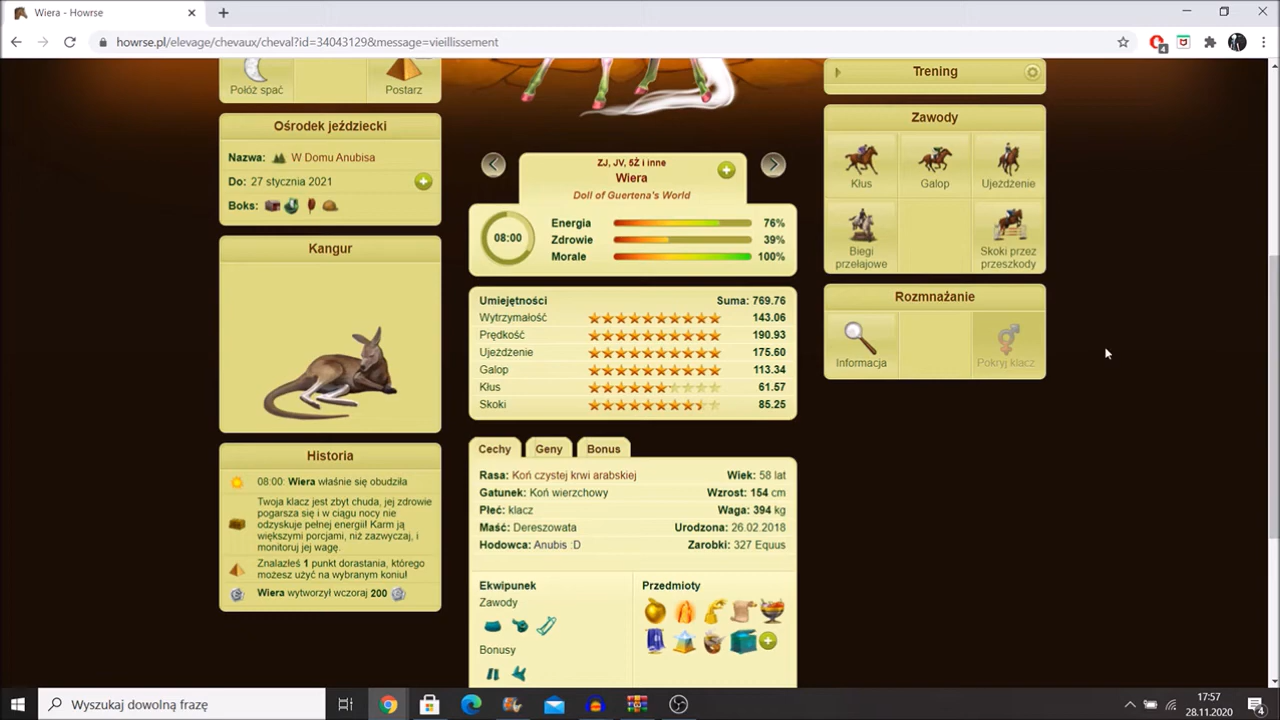 Wiera - Howrse
howrse.pl/elevage/chevaux/cheval?id=34043129&message=vieillissement
4
Połóż spać
Postarz
Ośrodek jeździecki
Nazwa: W Domu Anubisa
Do: 27 stycznia 2021
Boks:
Kangur
Historia
08:00: Wiera właśnie się obudziła
Twoja klacz jest zbyt chuda, jej zdrowie
pogarsza się i w ciągu nocy nie
odzyskuje pełnej energii! Karm ją
większymi porcjami, niż zazwyczaj, i
monitoruj jej wagę.
Znalazłeś 1 punkt dorastania, którego
możesz użyć na wybranym koniu!
Wiera wytworzył wczoraj 200
ZJ, JV, 5Ż i inne
Wiera
Doll of Guertena's World
08:00
Energia 76%
Zdrowie 39%
Morale 100%
Umiejętności Suma: 769.76
Wytrzymałość 143.06
Prędkość 190.93
Ujeżdżenie 175.60
Galop 113.34
Kłus 61.57
Skoki 85.25
Cechy Geny Bonus
Rasa: Koń czystej krwi arabskiej Wiek: 58 lat
Gatunek: Koń wierzchowy Wzrost: 154 cm
Płeć: klacz Waga: 394 kg
Maść: Dereszowata Urodzona: 26.02.2018
Hodowca: Anubis :D Zarobki: 327 Equus
Ekwipunek
Zawody
Bonusy
Przedmioty
Trening
Zawody
Kłus
Galop
Ujeżdżenie
Biegi
przełajowe
Skoki przez
przeszkody
Rozmnażanie
Informacja
Pokryj klacz
Wyszukaj dowolną frazę
17:57
28.11.2020
4